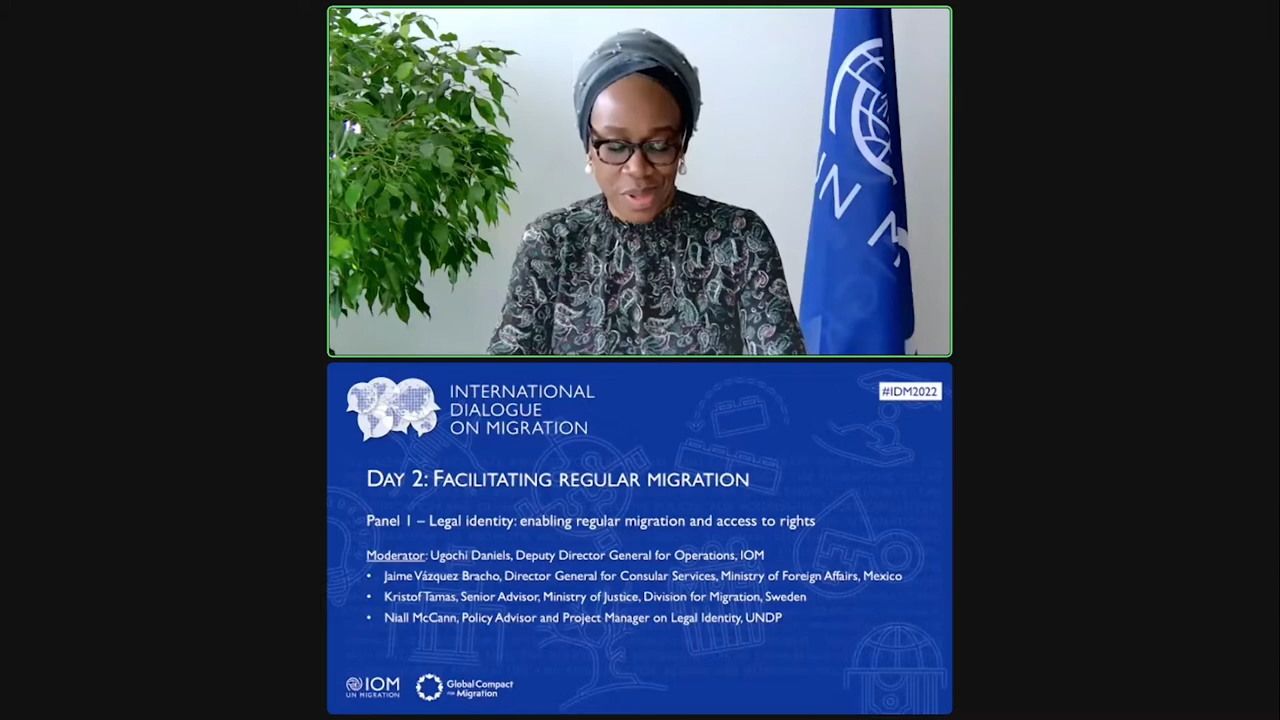 UN M
INTERNATIONAL
DIALOGUE
ON MIGRATION
#IDM2022
DAY 2: FACILITATING REGULAR MIGRATION
Panel 1 – Legal identity: enabling regular migration and access to rights
Moderator: Ugochi Daniels, Deputy Director General for Operations, IOM
• Jaime Vázquez Bracho, Director General for Consular Services, Ministry of Foreign Affairs, Mexico
• Kristof Tamas, Senior Advisor, Ministry of Justice, Division for Migration, Sweden
• Niall McCann, Policy Advisor and Project Manager on Legal Identity, UNDP
IOM
UN MIGRATION
Global Compact
FOR Migration